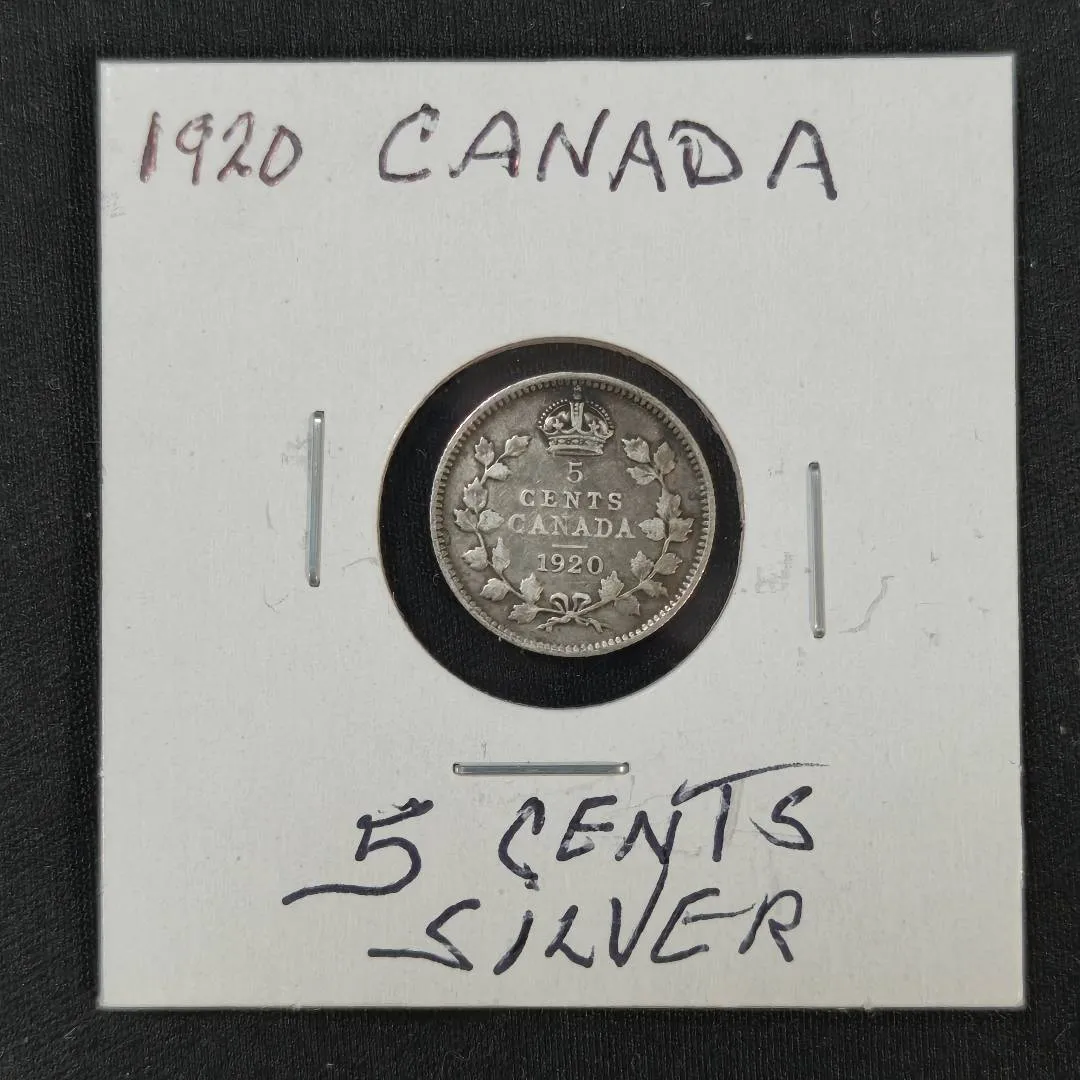 1920 CANADA
5
CENTS
CANADA
1920
5 CENTS
SILVER